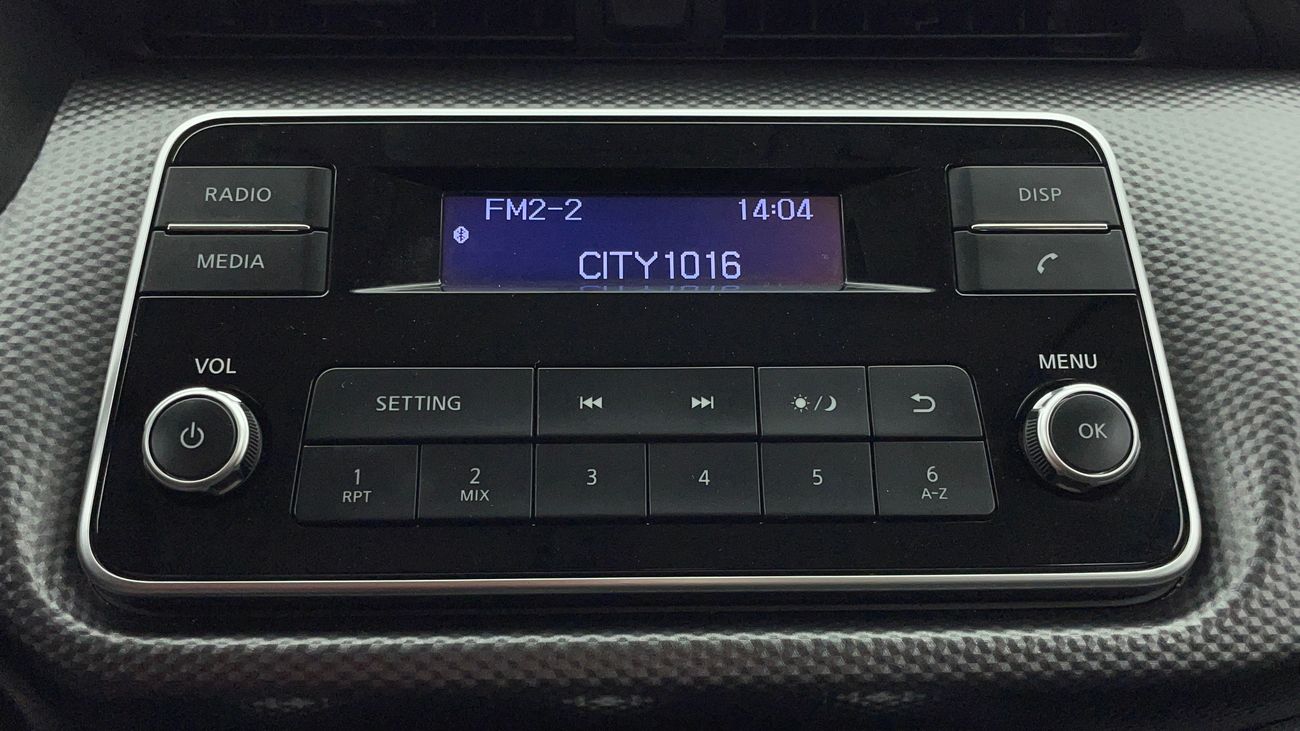 RADIO
MEDIA
FM2-2 14:04
CITY1016
DISP
VOL
MENU
SETTING
OK
1 2 3 4 5 6
RPT MIX A-Z